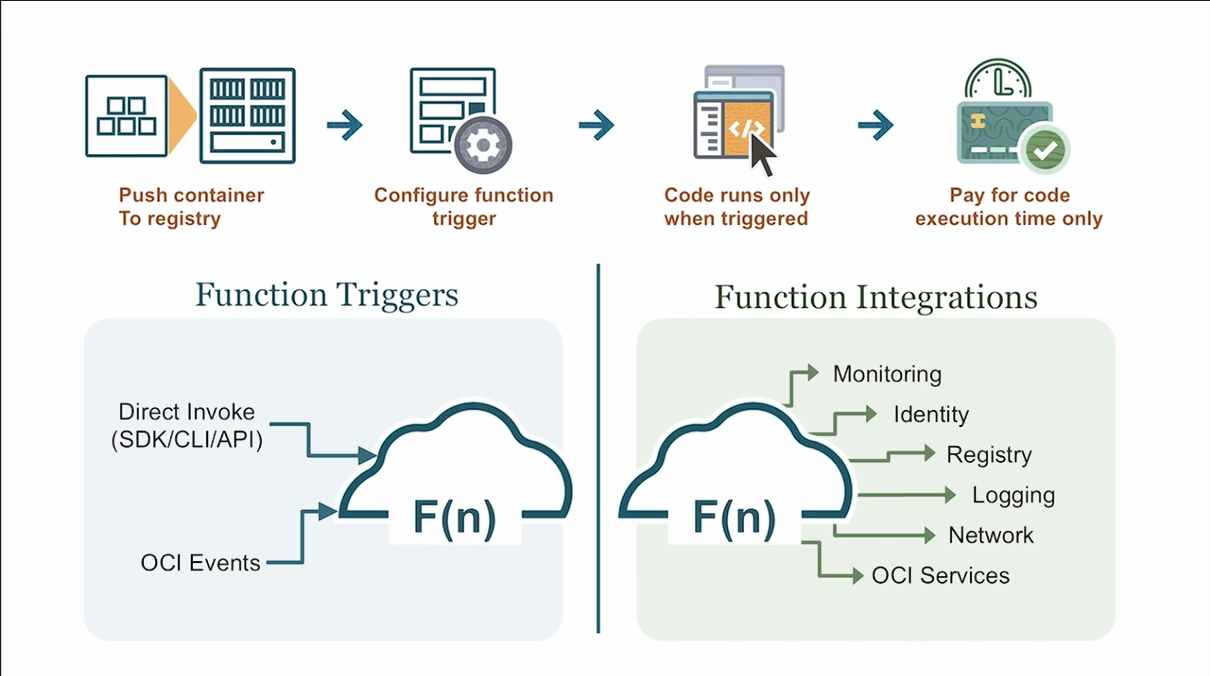 Push container
To registry
Configure function
trigger
Code runs only
when triggered
Pay for code
execution time only
Function Triggers
Direct Invoke
(SDK/CLI/API)
OCI Events
F(n)
Function Integrations
F(n)
Monitoring
Identity
Registry
Logging
Network
OCI Services